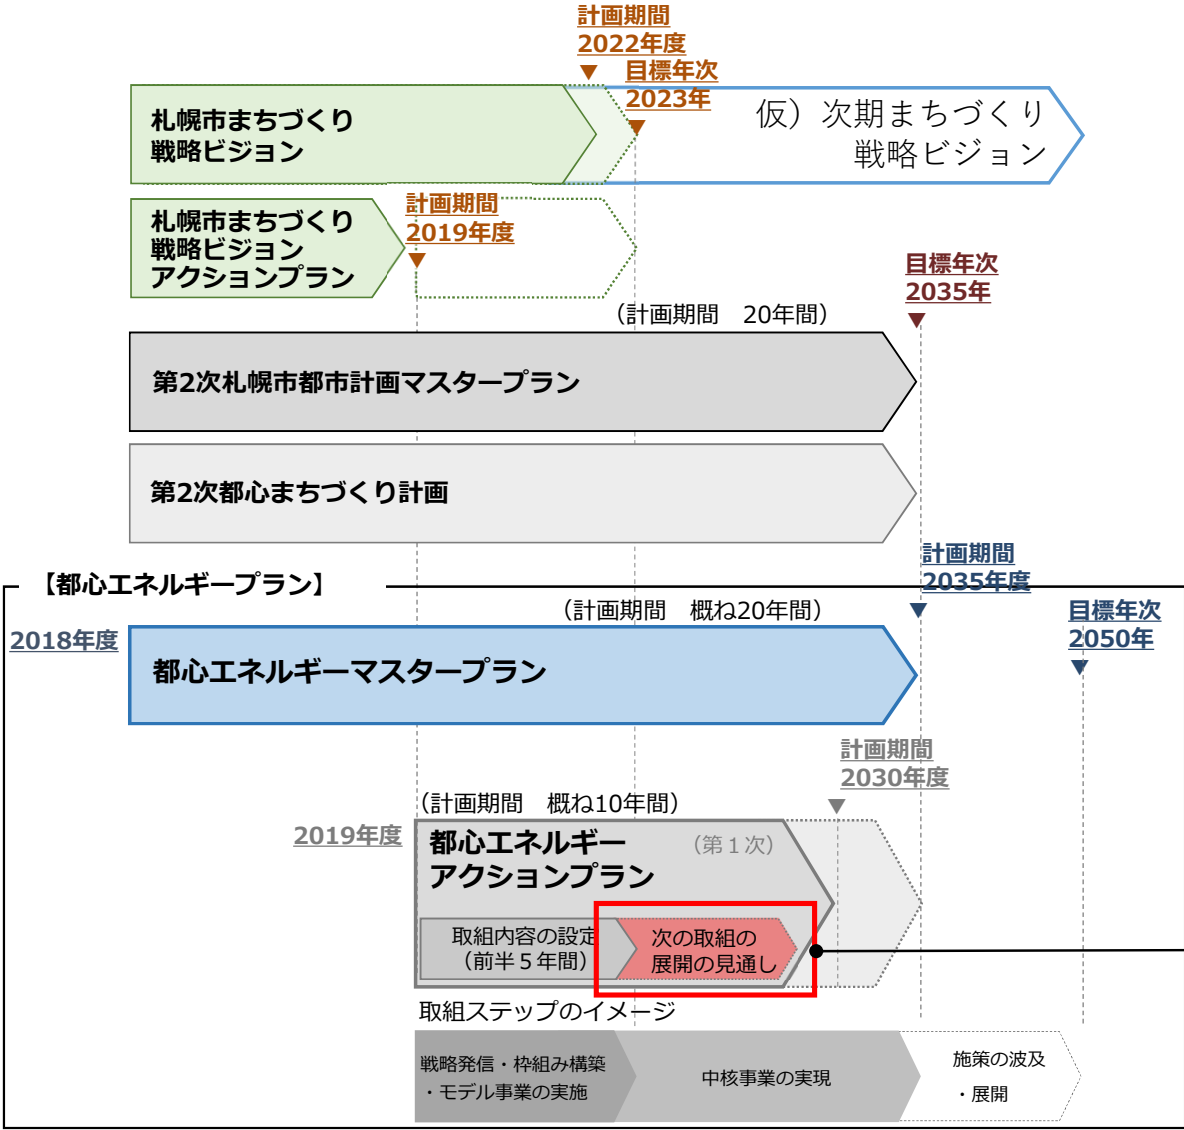 計画期間
2022年度
目標年次
2023年
札幌市まちづくり
戦略ビジョン
仮）次期まちづくり
戦略ビジョン
計画期間
2019年度
札幌市まちづくり
戦略ビジョン
アクションプラン
目標年次
2035年
（計画期間　20年間）
第2次札幌市都市計画マスタープラン
第2次都心まちづくり計画
計画期間
2035年度
【都心エネルギープラン】
（計画期間　概ね20年間）
目標年次
2050年
2018年度
都心エネルギーマスタープラン
計画期間
2030年度
（計画期間　概ね10年間）
2019年度
都心エネルギー
アクションプラン
（第１次）
取組内容の設定
（前半５年間）
次の取組の
展開の見通し
取組ステップのイメージ
戦略発信・枠組み構築
・モデル事業の実施
中核事業の実現
施策の波及
・展開